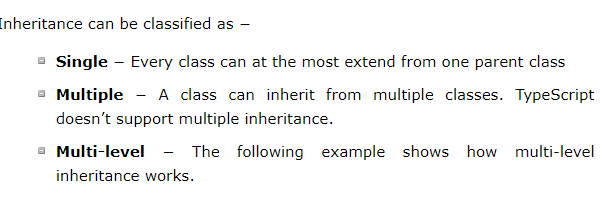 Inheritance can be classified as −
Single − Every class can at the most extend from one parent class
Multiple − A class can inherit from multiple classes. TypeScript
doesn’t support multiple inheritance.
Multi-level − The following example shows how multi-level
inheritance works.